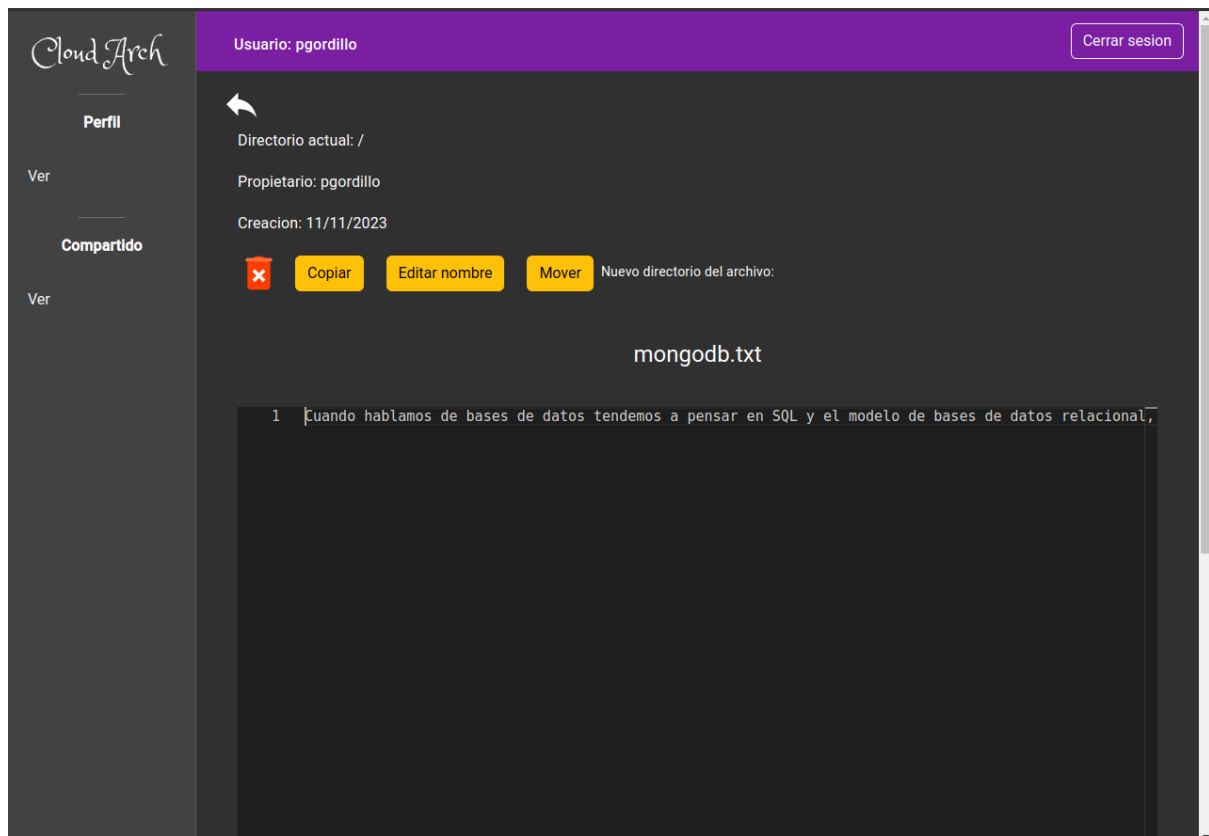 Cloud Arch
Usuario: pgordillo
Cerrar sesion
Perfil
Ver
Compartido
Ver
Directorio actual: /
Propietario: pgordillo
Creacion: 11/11/2023
Copiar
Editar nombre
Mover
Nuevo directorio del archivo:
mongodb.txt
1 Cuando hablamos de bases de datos tendemos a pensar en SQL y el modelo de bases de datos relacional,